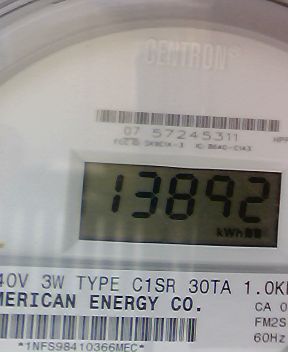 CENTRON®
07 57245311
13892
kWh
40V 3W TYPE C1SR 30TA 1.0K
MERICAN ENERGY CO.
CA 0
FM2S
60Hz
*1NFS98410366MEC*